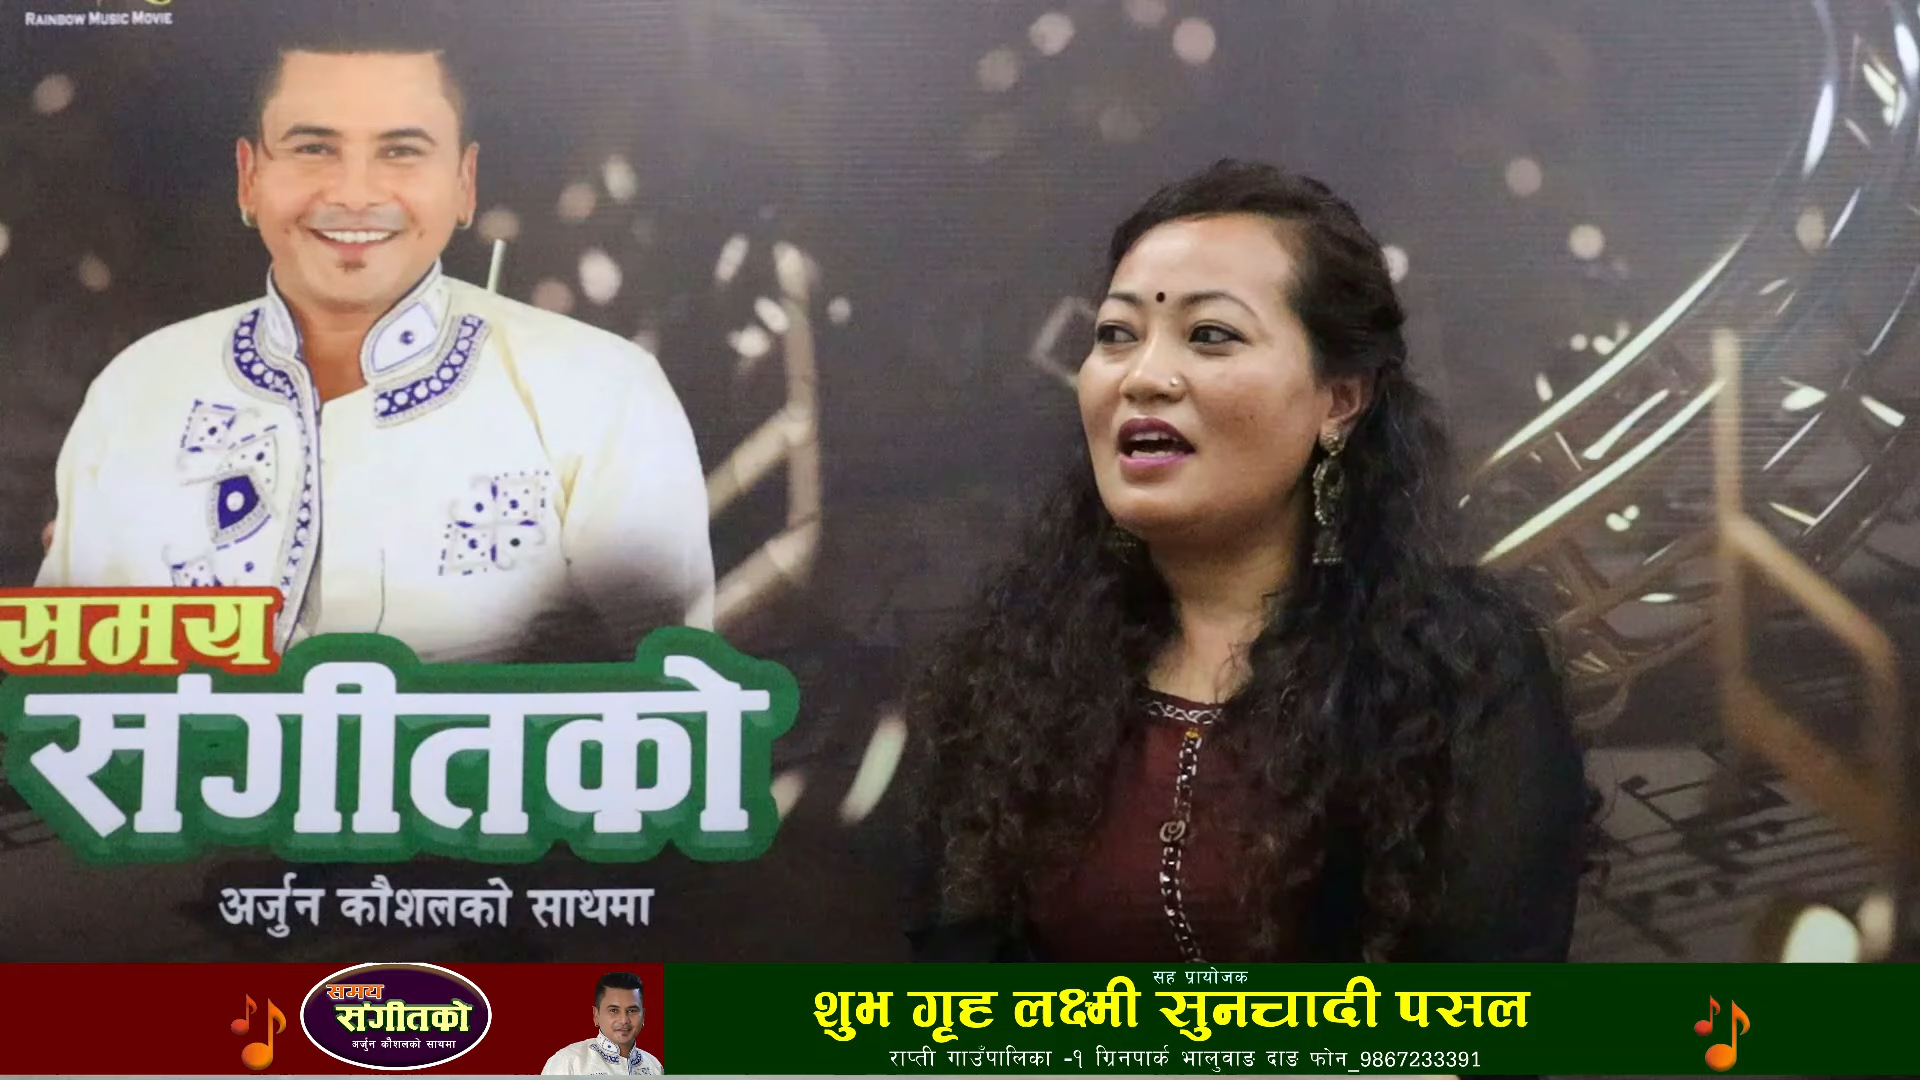 RAINBOW MUSIC MOVIE
समय
संगीतको
अर्जुन कौशलको साथमा
समय
संगीतको
अर्जुन कौशलको साथमा
सह प्रायोजक
शुभ गृह लक्ष्मी सुनचादी पसल
राप्ती गाउँपालिका -१ ग्रिनपार्क भालुवाङ दाङ फोन_9867233391